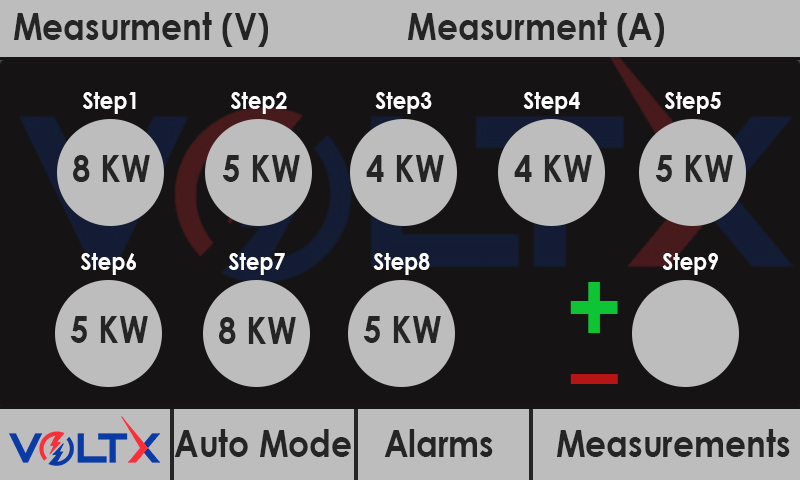 Measurment (V)
Measurment (A)
Step1
Step2
Step3
Step4
Step5
8 KW
5 KW
4 KW
4 KW
5 KW
Step6
Step7
Step8
Step9
5 KW
8 KW
5 KW
+
−
VOLTX
VOLTX
Auto Mode
Alarms
Measurements